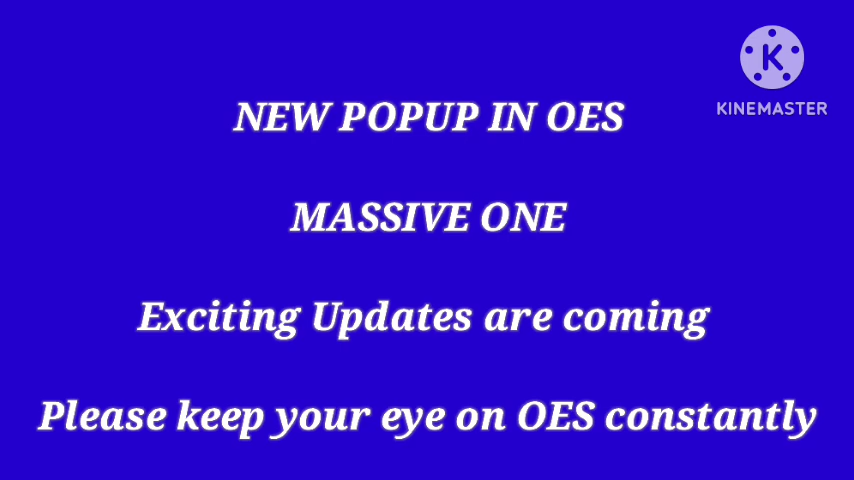 K
KINEMASTER
NEW POPUP IN OES
MASSIVE ONE
Exciting Updates are coming
Please keep your eye on OES constantly